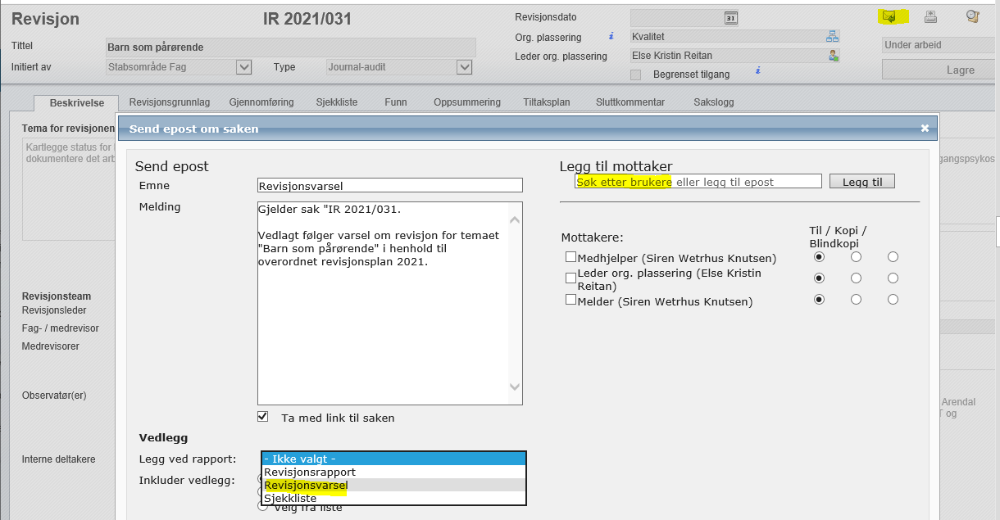 Revisjon
IR 2021/031
Revisjonsdato
31
Tittel
Barn som pårørende
Org. plassering
i
Kvalitet
Under arbeid
Initiert av
Stabsområde Fag
Type
Journal-audit
Leder org. plassering
Else Kristin Reitan
Begrenset tilgang
i
Lagre
Beskrivelse
Revisjonsgrunnlag
Gjennomføring
Sjekkliste
Funn
Oppsummering
Tiltaksplan
Sluttkommentar
Sakslogg
Tema for revisjonen
Kartlegge status for
dokumentere det arb
gangspsykos
Revisjonsteam
Revisjonsleder
Fag- / medrevisor
Medrevisorer
Observatør(er)
Interne deltakere
Arendal
T og
Send epost om saken
Send epost
Emne
Revisjonsvarsel
Melding
Gjelder sak "IR 2021/031.
Vedlagt følger varsel om revisjon for temaet
"Barn som pårørende" i henhold til
overordnet revisjonsplan 2021.
Ta med link til saken
Vedlegg
Legg ved rapport:
- Ikke valgt -
Revisjonsrapport
Revisjonsvarsel
Sjekkliste
Inkluder vedlegg:
Velg fra liste
Legg til mottaker
Søk etter brukere eller legg til epost
Legg til
Mottakere:
Til / Kopi /
Blindkopi
Medhjelper (Siren Wetrhus Knutsen)
Leder org. plassering (Else Kristin
Reitan)
Melder (Siren Wetrhus Knutsen)